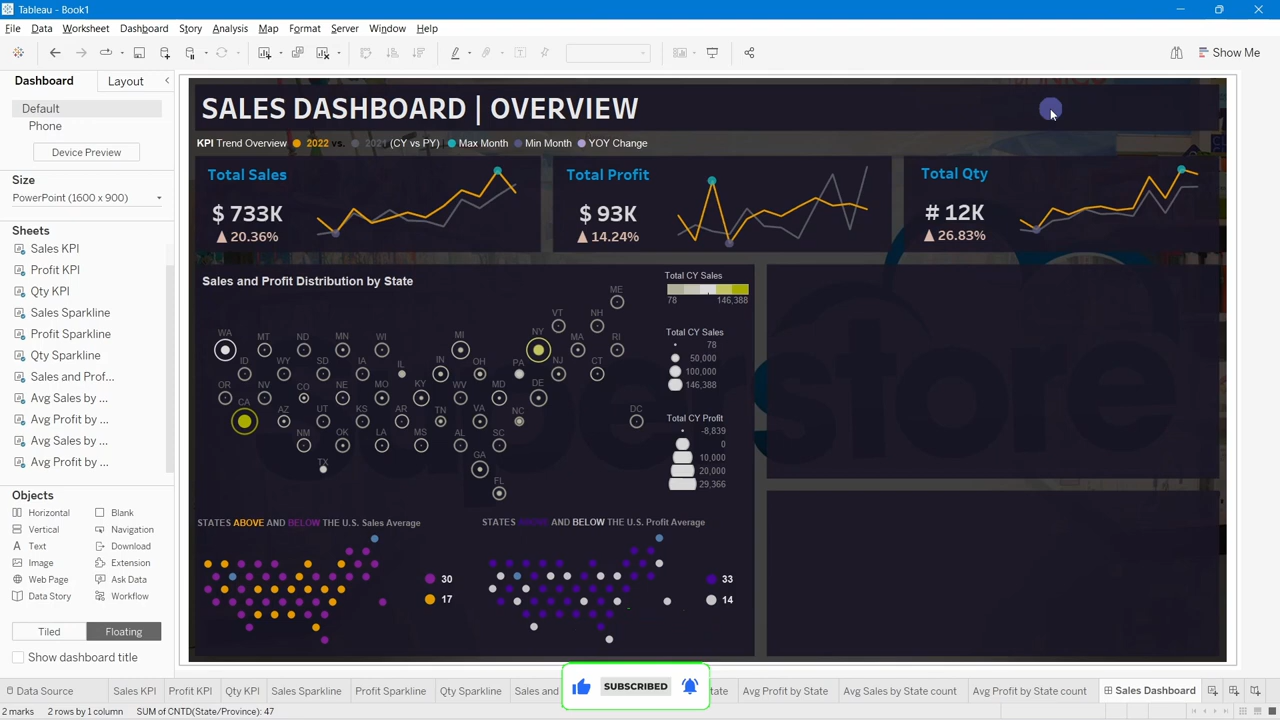 Tableau - Book1
File Data Worksheet Dashboard Story Analysis Map Format Server Window Help
Show Me
Dashboard Layout
Default
Phone
Device Preview
Size
PowerPoint (1600 x 900)
Sheets
Sales KPI
Profit KPI
Qty KPI
Sales Sparkline
Profit Sparkline
Qty Sparkline
Sales and Prof...
Avg Sales by ...
Avg Profit by ...
Avg Sales by ...
Avg Profit by ...
Objects
Horizontal Blank
Vertical Navigation
Text Download
Image Extension
Web Page Ask Data
Data Story Workflow
Tiled Floating
Show dashboard title
SALES DASHBOARD | OVERVIEW
KPI Trend Overview 2022 vs. 2021 (CY vs PY) Max Month Min Month YOY Change
Total Sales
$ 733K
▲ 20.36%
Total Profit
$ 93K
▲ 14.24%
Total Qty
# 12K
▲ 26.83%
Sales and Profit Distribution by State
ME
VT NH
WA MT ND MN WI MI NY MA RI
ID WY SD IA IL IN OH PA NJ CT
OR NV CO NE MO KY WV MD DE
CA AZ UT KS AR TN VA NC DC
NM OK LA MS AL SC
TX GA
FL
Total CY Sales
78 146,388
Total CY Sales
78
50,000
100,000
146,388
Total CY Profit
-8,839
0
10,000
20,000
29,366
STATES ABOVE AND BELOW THE U.S. Sales Average
30
17
STATES ABOVE AND BELOW THE U.S. Profit Average
33
14
superstore
SUBSCRIBED
Data Source Sales KPI Profit KPI Qty KPI Sales Sparkline Profit Sparkline Qty Sparkline Sales and tate Avg Profit by State Avg Sales by State count Avg Profit by State count Sales Dashboard
2 marks 2 rows by 1 column SUM of CNTD(State/Province): 47